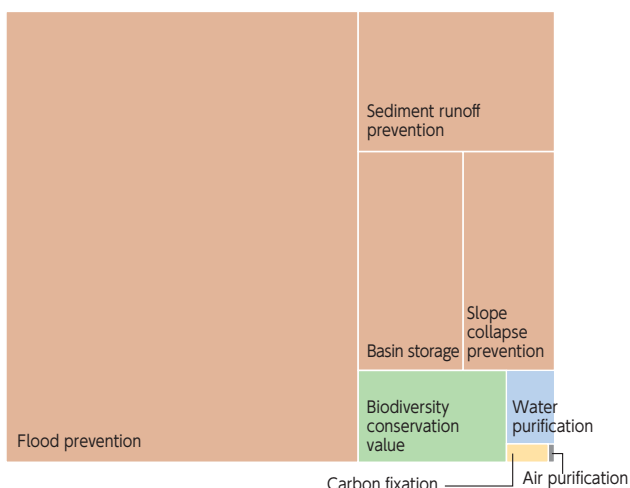 Sediment runoff
prevention
Slope
collapse
prevention
Basin storage
Biodiversity
conservation
value
Water
purification
Flood prevention
Carbon fixation
Air purification